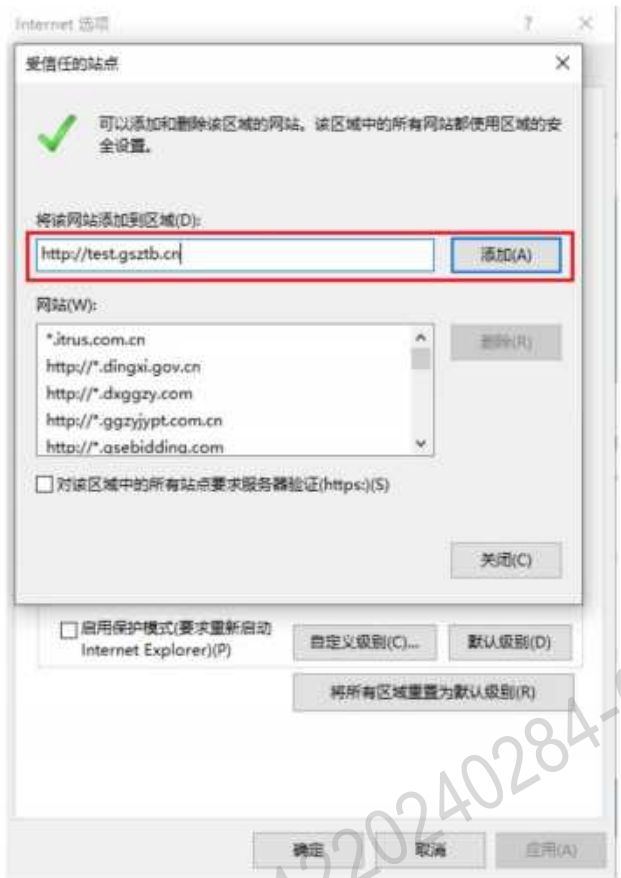 Internet 选项
? ×
受信任的站点
×
可以添加和删除该区域的网站。该区域中的所有网站都使用区域的安
全设置。
将该网站添加到区域(D):
http://test.gsztb.cn
添加(A)
网站(W):
*.itrus.com.cn
http://*.dingxi.gov.cn
http://*.dxggzy.com
http://*.ggzyjypt.com.cn
http://*.gsebidding.com
删除(R)
对该区域中的所有站点要求服务器验证(https:)(S)
关闭(C)
启用保护模式(要求重新启动
Internet Explorer)(P)
自定义级别(C)...
默认级别(D)
将所有区域重置为默认级别(R)
确定
取消
应用(A)
1220240284-